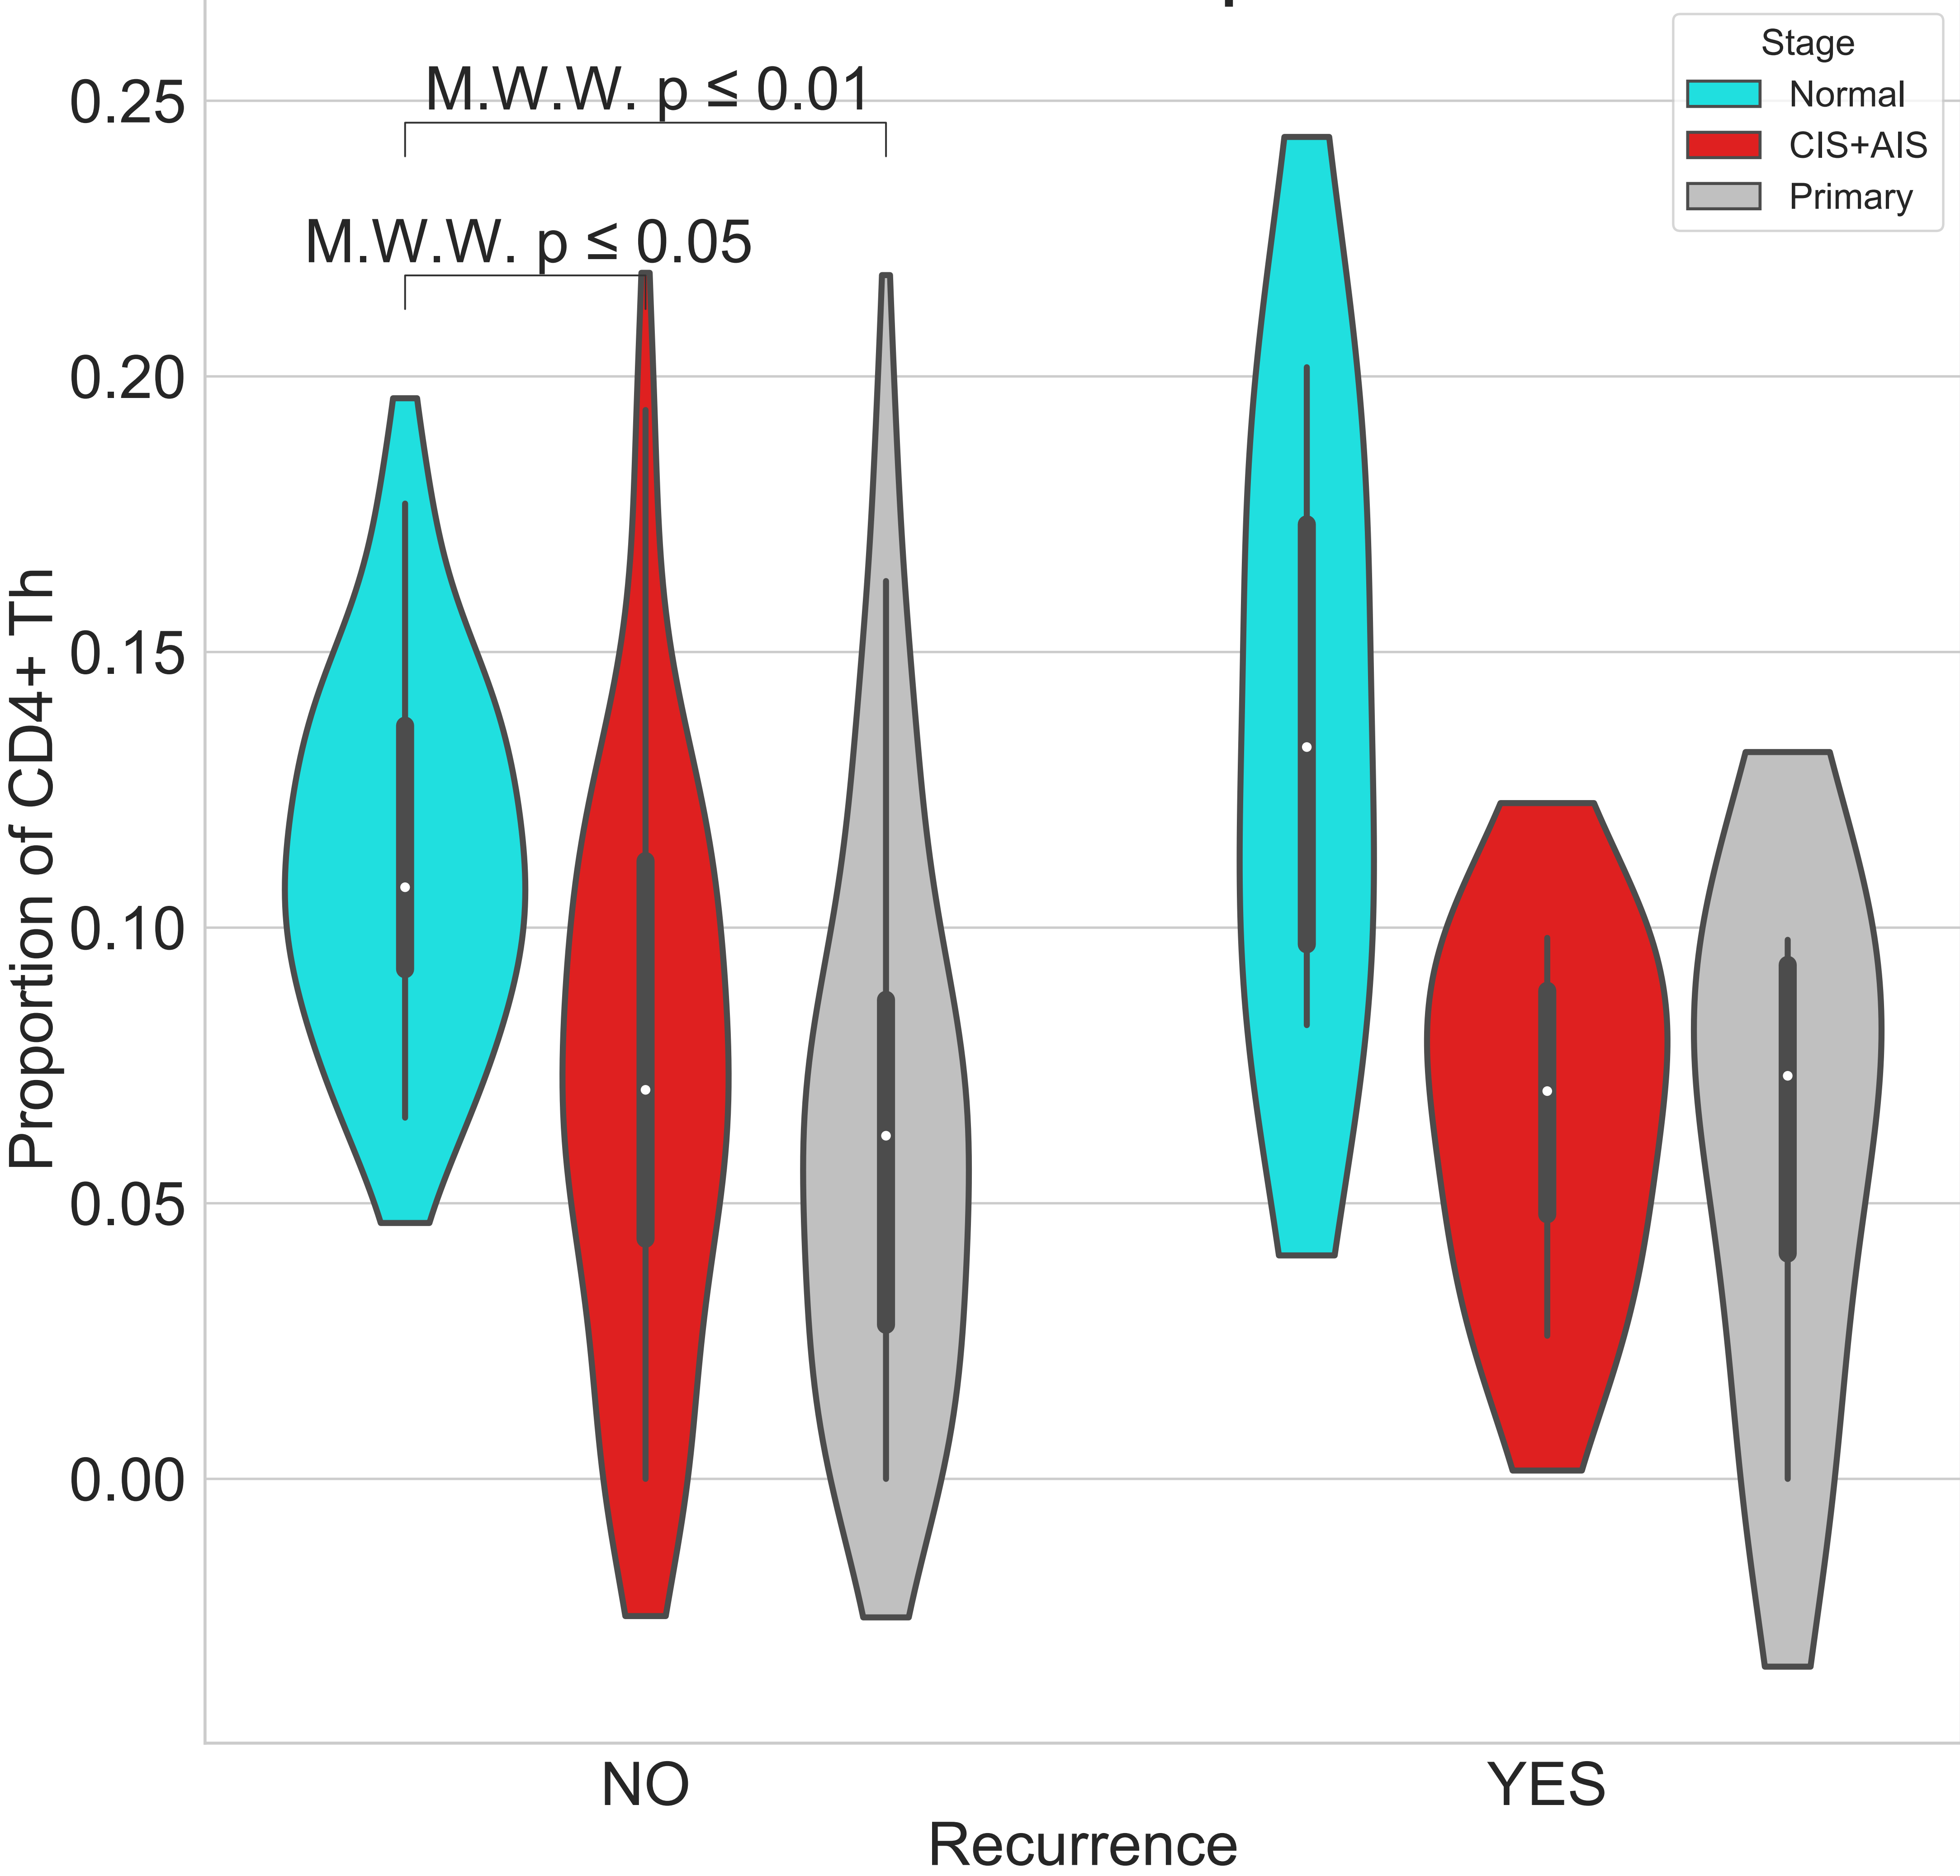 Stage
Normal
CIS+AIS
Primary
M.W.W. p ≤ 0.01
M.W.W. p ≤ 0.05
Proportion of CD4+ Th
0.25
0.20
0.15
0.10
0.05
0.00
NO
YES
Recurrence